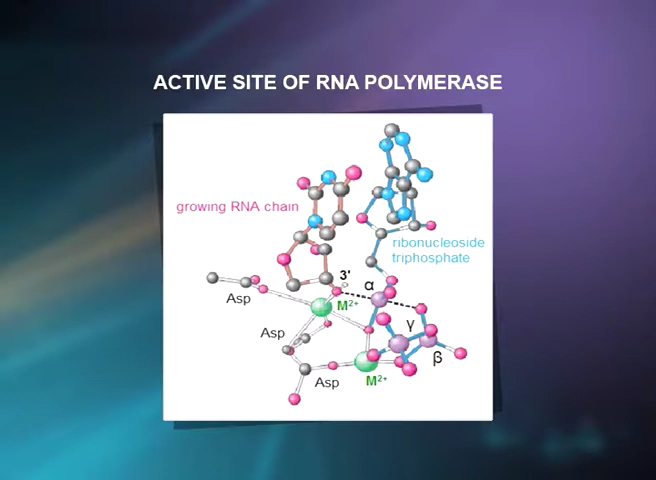 ACTIVE SITE OF RNA POLYMERASE
growing RNA chain
ribonucleoside
triphosphate
3'
α
Asp
M²⁺
Asp
γ
β
Asp
M²⁺